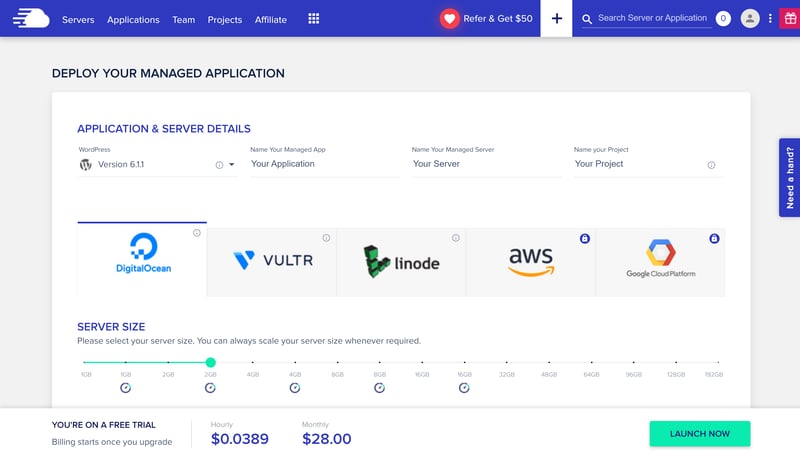 Servers Applications Team Projects Affiliate Refer & Get $50 + Search Server or Application 0
DEPLOY YOUR MANAGED APPLICATION
APPLICATION & SERVER DETAILS
WordPress Name Your Managed App Name Your Managed Server Name your Project
Version 6.1.1 Your Application Your Server Your Project
Need a hand?
DigitalOcean VULTR linode aws Google Cloud Platform
SERVER SIZE
Please select your server size. You can always scale your server size whenever required.
1GB 1GB 2GB 2GB 4GB 4GB 8GB 8GB 16GB 16GB 32GB 48GB 64GB 96GB 128GB 192GB
YOU'RE ON A FREE TRIAL Hourly Monthly
Billing starts once you upgrade $0.0389 $28.00 LAUNCH NOW